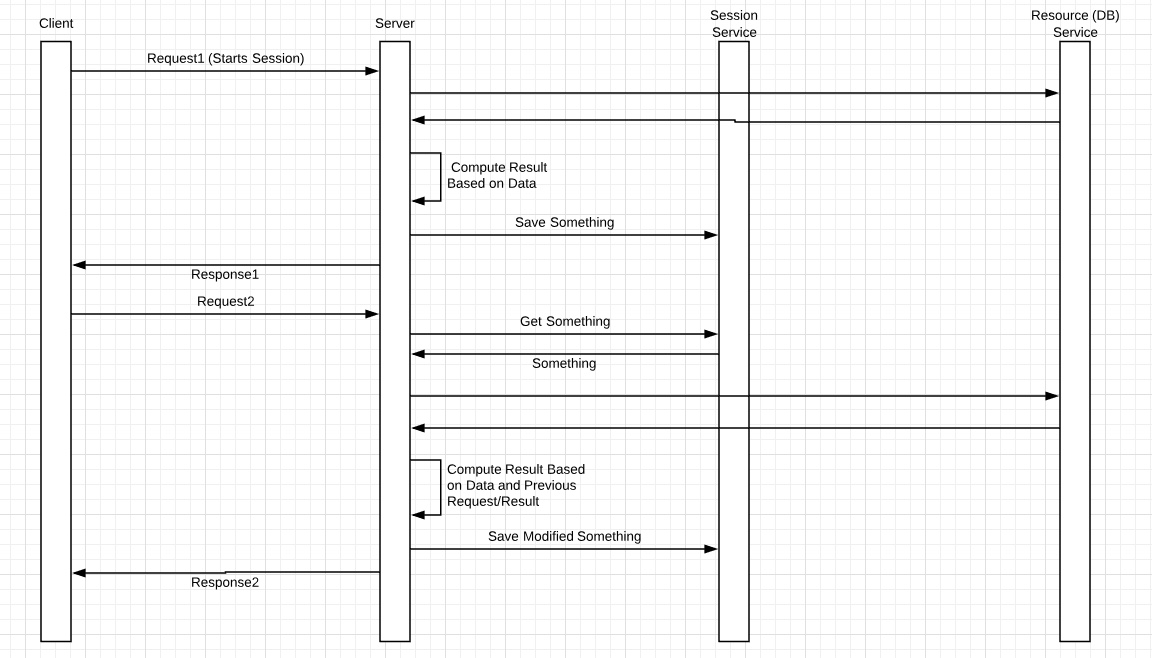 Client
Server
Session
Service
Resource (DB)
Service
Request1 (Starts Session)
Compute Result
Based on Data
Save Something
Response1
Request2
Get Something
Something
Compute Result Based
on Data and Previous
Request/Result
Save Modified Something
Response2